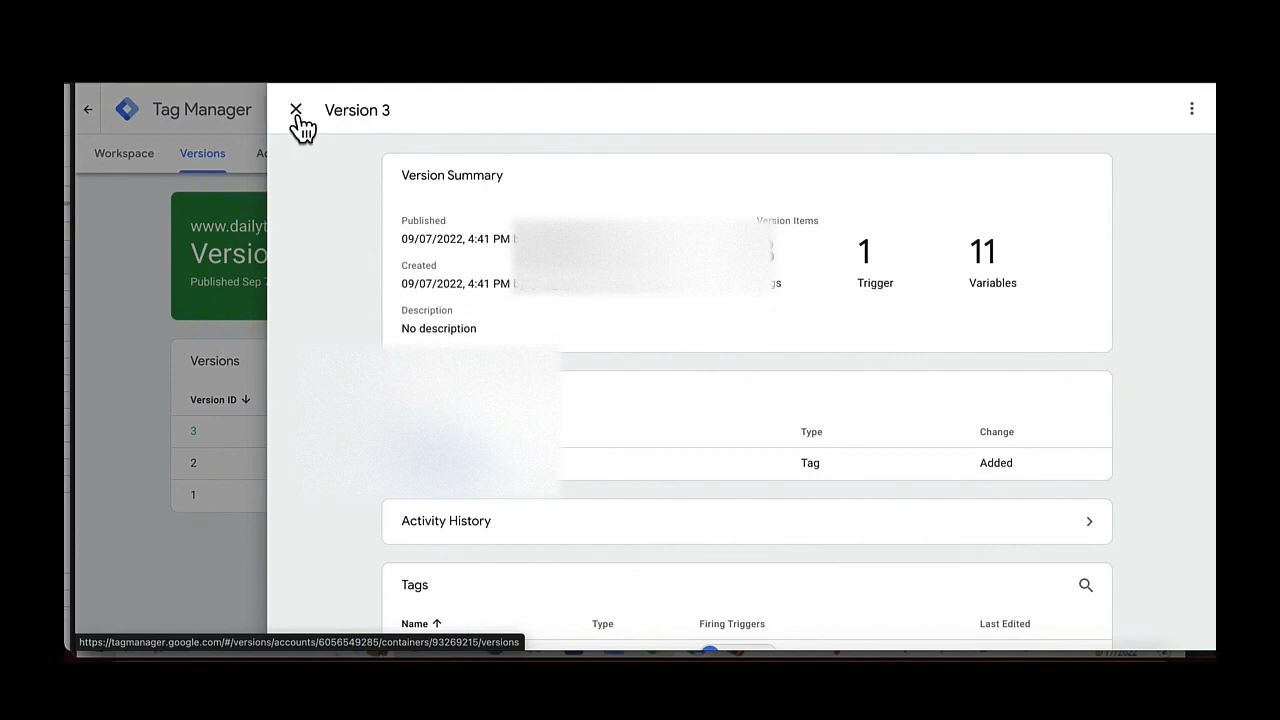 Tag Manager
Version 3
Workspace
Versions
www.dailyt
Versio
Published Sep 7
Versions
Version ID
3
2
1
Version Summary
Published
09/07/2022, 4:41 PM
Created
09/07/2022, 4:41 PM
Description
No description
Version Items
1
Trigger
11
Variables
Type
Change
Tag
Added
Activity History
Tags
Name
Type
Firing Triggers
Last Edited
https://tagmanager.google.com/#/versions/accounts/6056549285/containers/93269215/versions